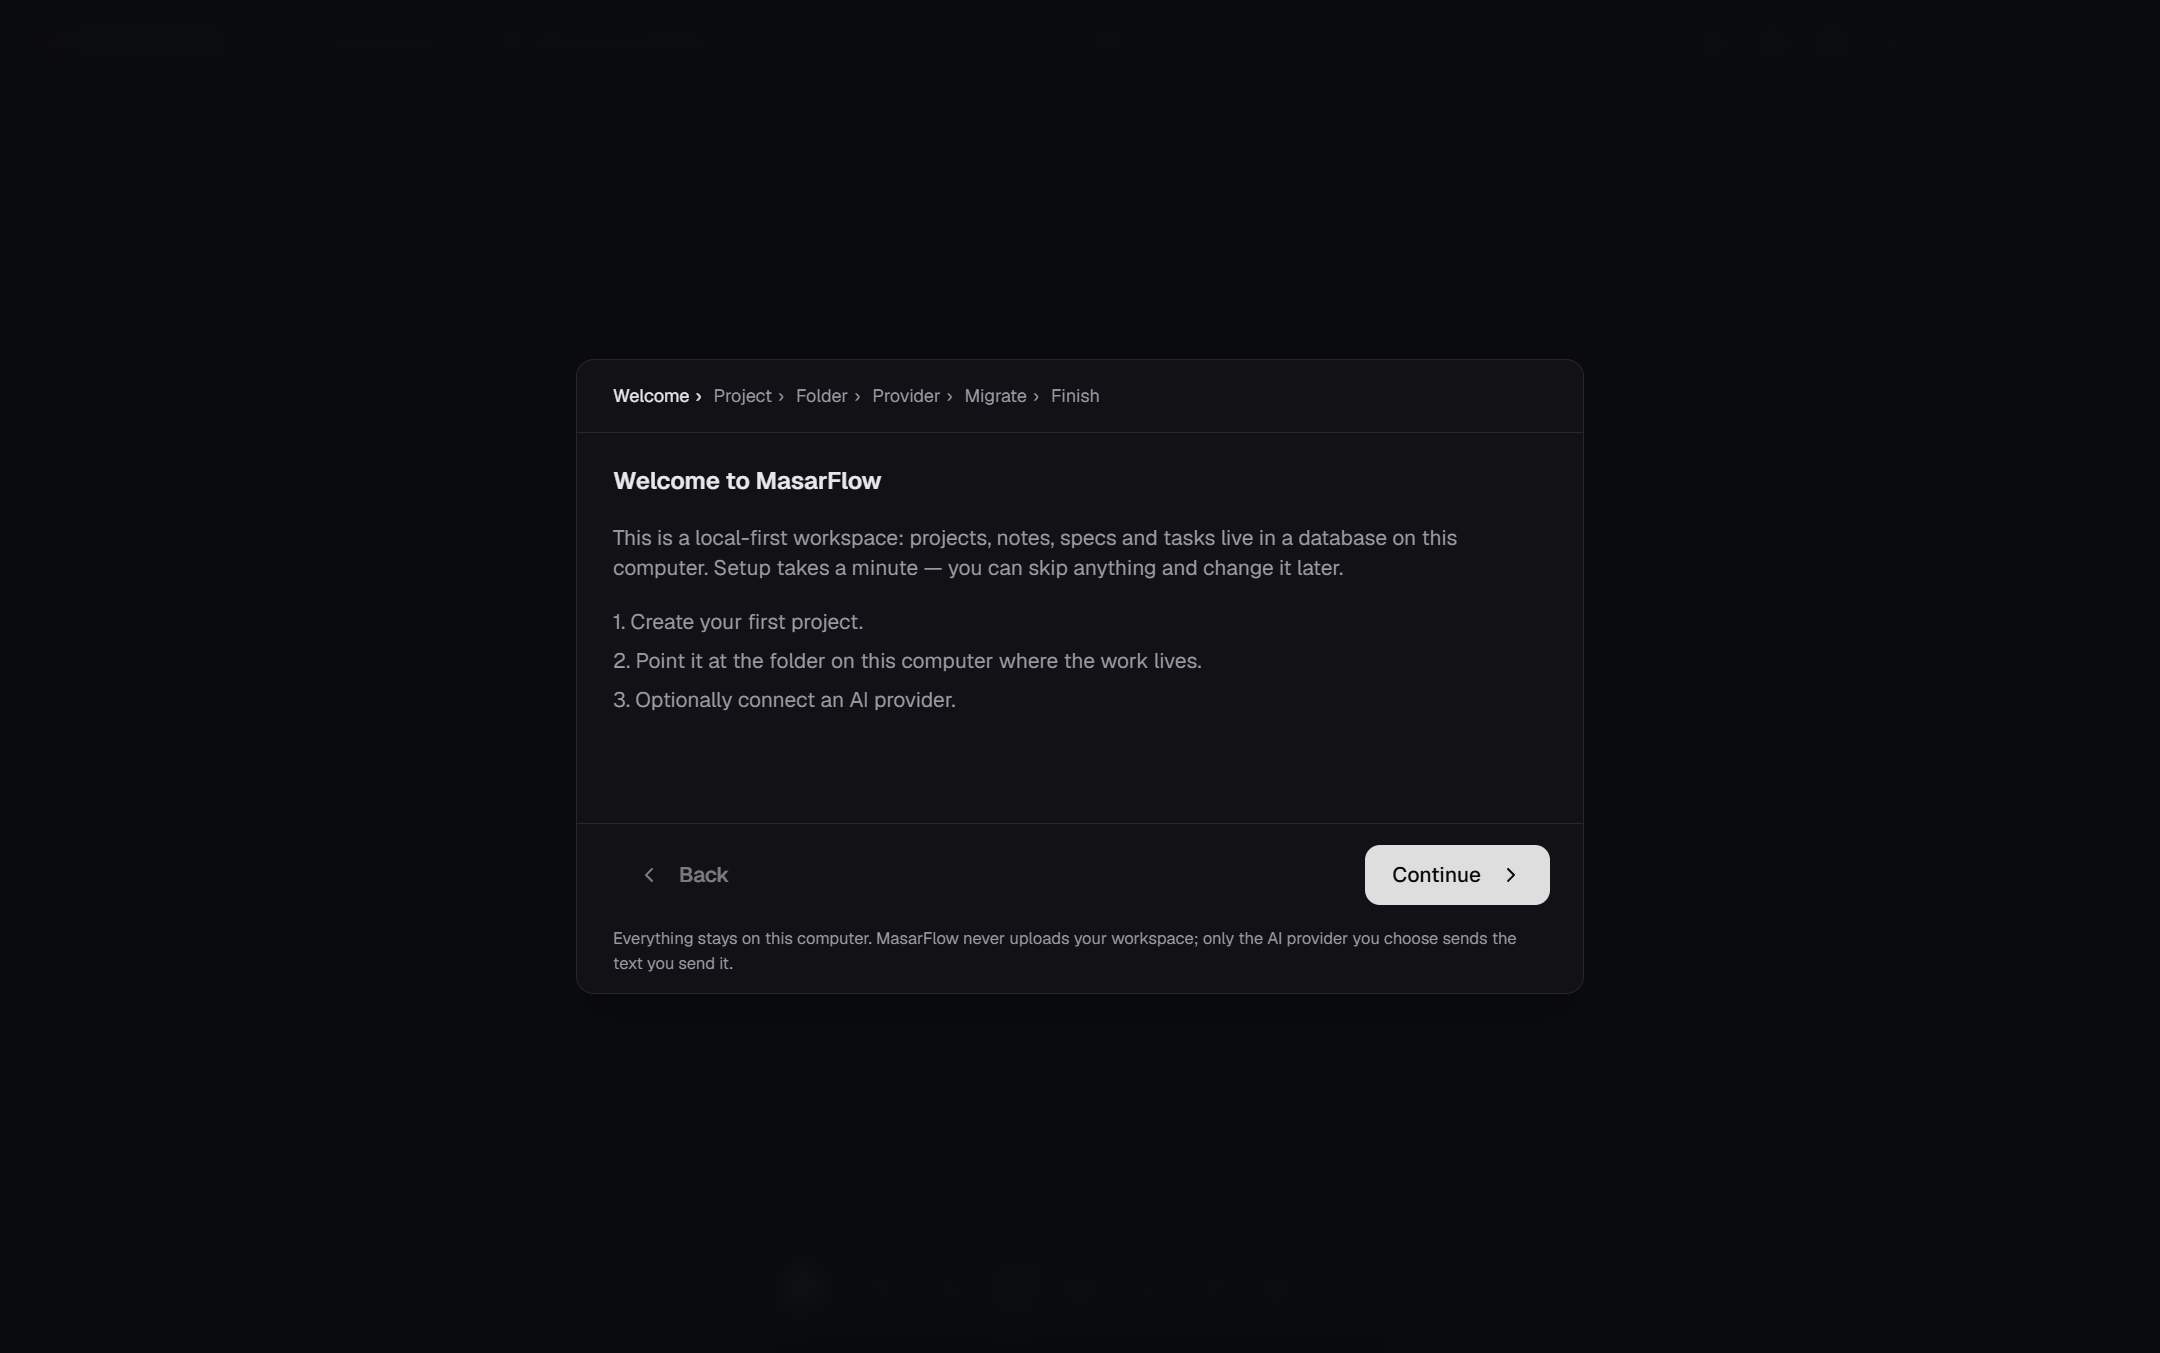 Welcome › Project › Folder › Provider › Migrate › Finish
Welcome to MasarFlow
This is a local-first workspace: projects, notes, specs and tasks live in a database on this
computer. Setup takes a minute — you can skip anything and change it later.
1. Create your first project.
2. Point it at the folder on this computer where the work lives.
3. Optionally connect an AI provider.
Back
Continue
Everything stays on this computer. MasarFlow never uploads your workspace; only the AI provider you choose sends the
text you send it.